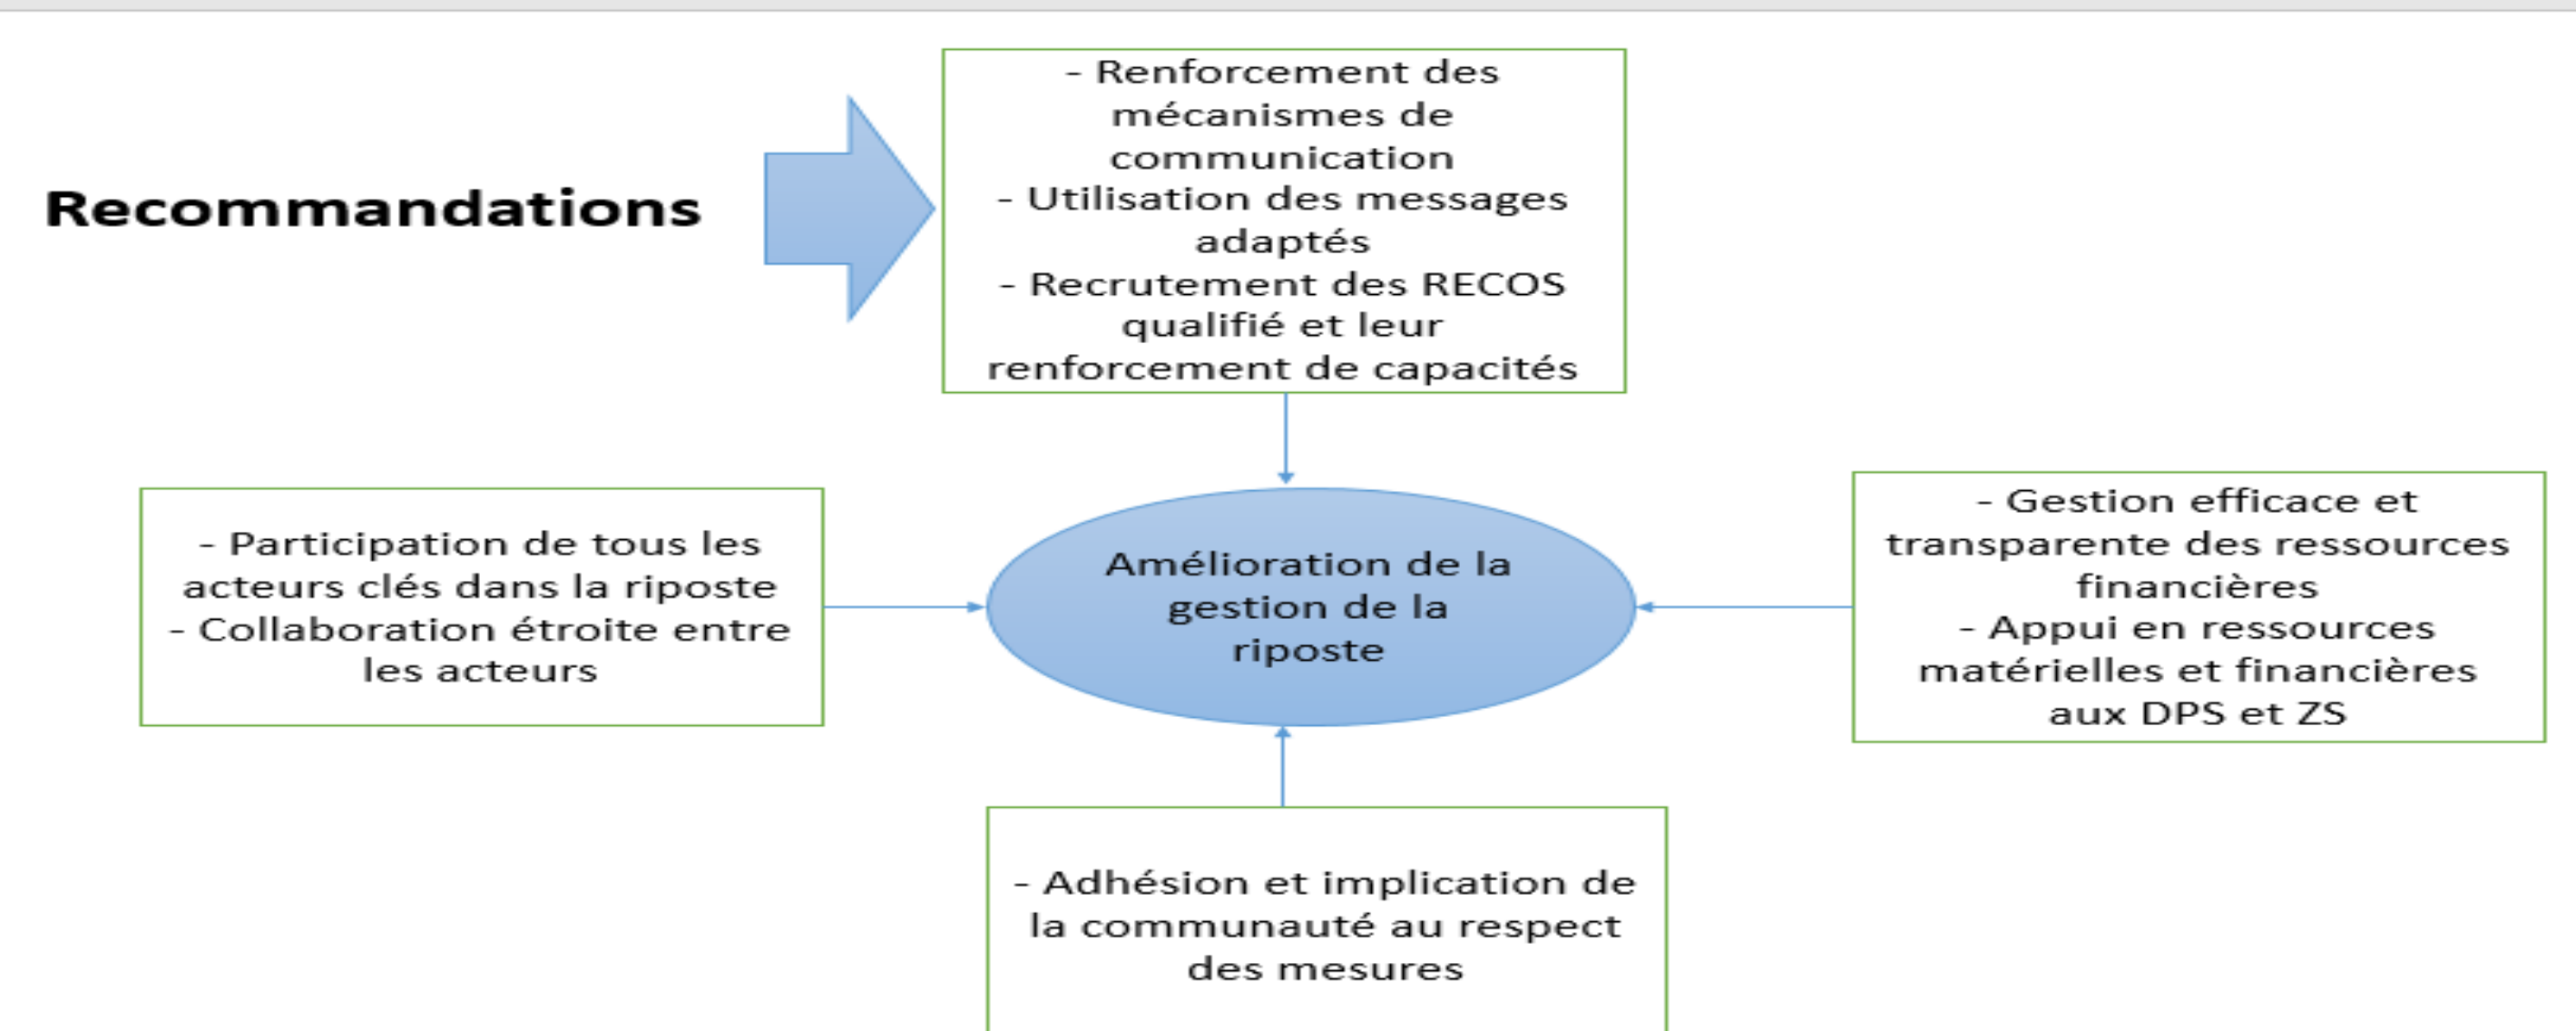 Recommandations
- Renforcement des
mécanismes de
communication
- Utilisation des messages
adaptés
- Recrutement des RECOS
qualifié et leur
renforcement de capacités
- Participation de tous les
acteurs clés dans la riposte
- Collaboration étroite entre
les acteurs
Amélioration de la
gestion de la
riposte
- Gestion efficace et
transparente des ressources
financières
- Appui en ressources
matérielles et financières
aux DPS et ZS
- Adhésion et implication de
la communauté au respect
des mesures